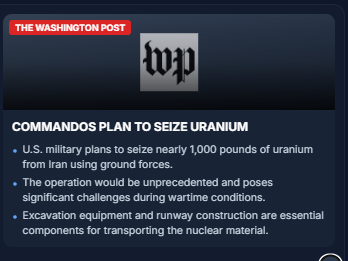 THE WASHINGTON POST
wp
COMMANDOS PLAN TO SEIZE URANIUM
• U.S. military plans to seize nearly 1,000 pounds of uranium
from Iran using ground forces.
• The operation would be unprecedented and poses
significant challenges during wartime conditions.
• Excavation equipment and runway construction are essential
components for transporting the nuclear material.